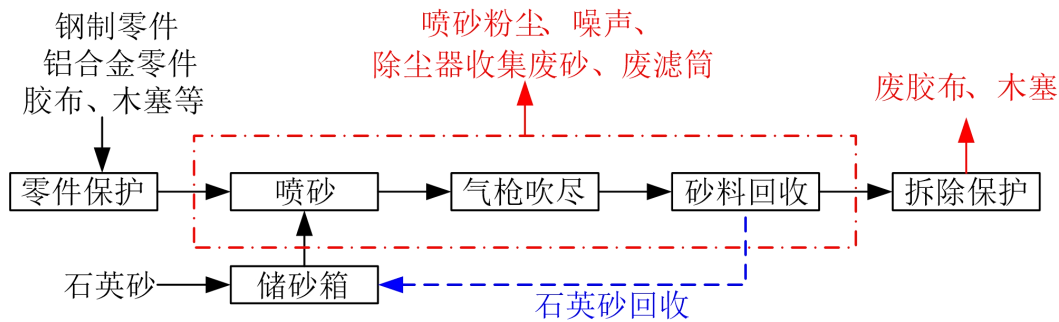 钢制零件
铝合金零件
胶布、木塞等
喷砂粉尘、噪声、
除尘器收集废砂、废滤筒
废胶布、木塞
零件保护
喷砂
气枪吹尽
砂料回收
拆除保护
石英砂
储砂箱
石英砂回收